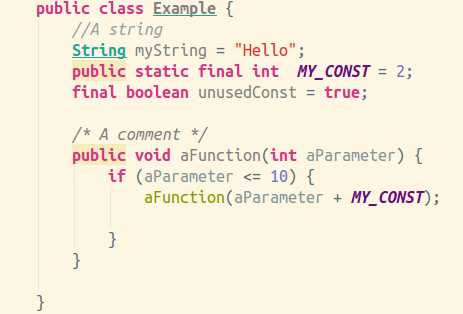 public class Example {
//A string
String myString = "Hello";
public static final int  MY_CONST = 2;
final boolean unusedConst = true;
/* A comment */
public void aFunction(int aParameter) {
if (aParameter <= 10) {
aFunction(aParameter + MY_CONST);
}
}
}